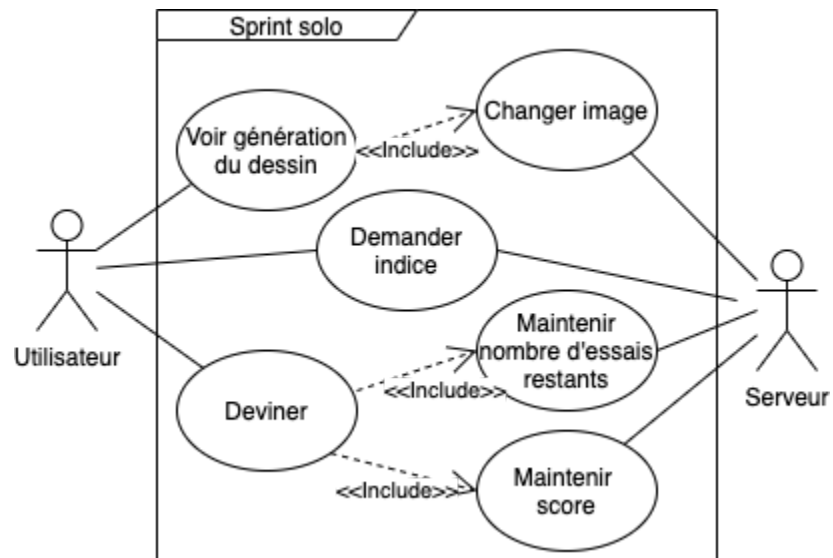 Sprint solo
Voir génération
du dessin
<<Include>>
Changer image
Demander
indice
Utilisateur
Deviner
<<Include>>
Maintenir
nombre d'essais
restants
Serveur
<<Include>>
Maintenir
score